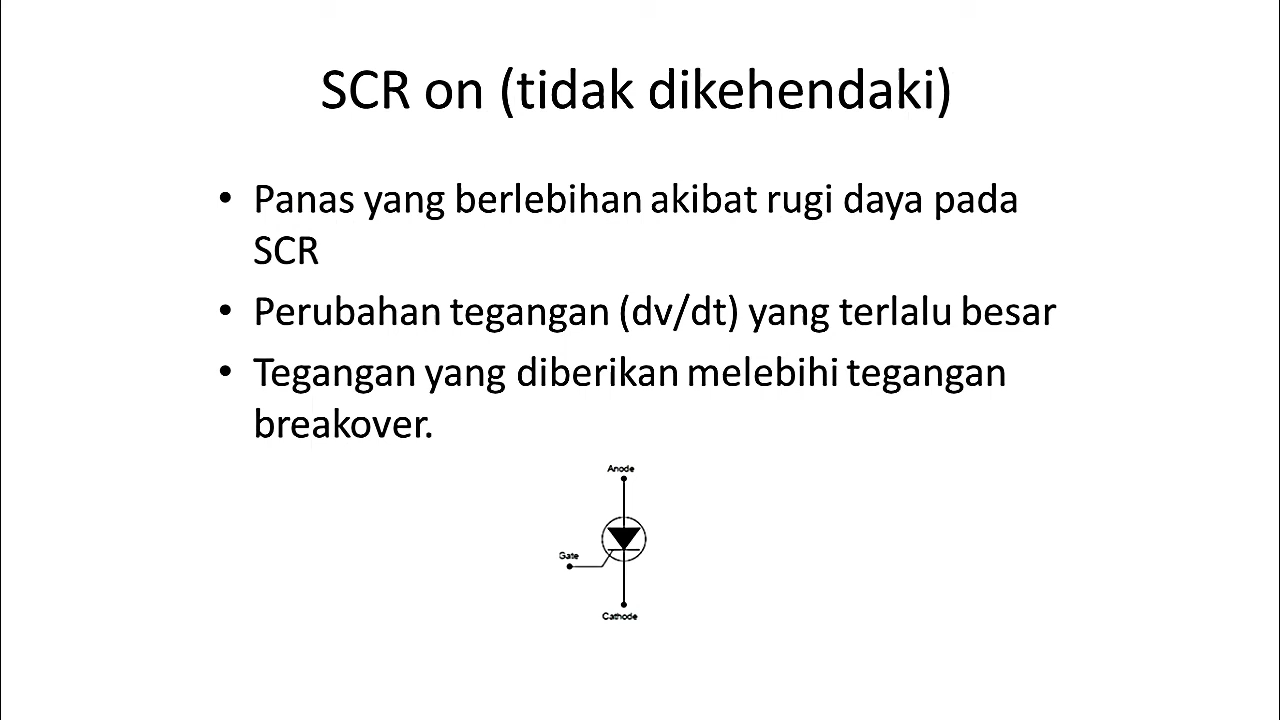 SCR on (tidak dikehendaki)
• Panas yang berlebihan akibat rugi daya pada
SCR
• Perubahan tegangan (dv/dt) yang terlalu besar
• Tegangan yang diberikan melebihi tegangan
breakover.
Anode
Gate
Cathode